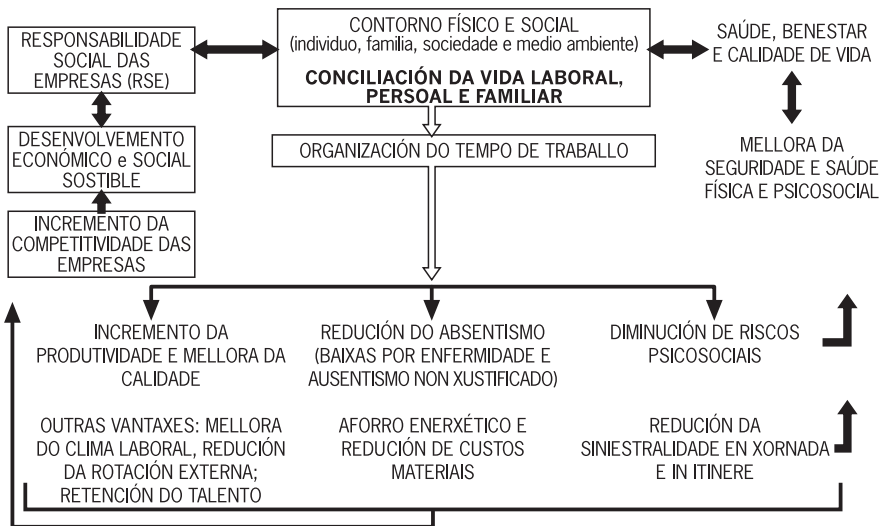 RESPONSABILIDADE
SOCIAL DAS
EMPRESAS (RSE)
CONTORNO FÍSICO E SOCIAL
(individuo, familia, sociedade e medio ambiente)
CONCILIACIÓN DA VIDA LABORAL,
PERSOAL E FAMILIAR
SAÚDE, BENESTAR
E CALIDADE DE VIDA
DESENVOLVEMENTO
ECONÓMICO e SOCIAL
SOSTIBLE
ORGANIZACIÓN DO TEMPO DE TRABALLO
MELLORA DA
SEGURIDADE E SAÚDE
FÍSICA E PSICOSOCIAL
INCREMENTO DA
COMPETITIVIDADE DAS
EMPRESAS
INCREMENTO DA
PRODUTIVIDADE E MELLORA DA
CALIDADE
REDUCIÓN DO ABSENTISMO
(BAIXAS POR ENFERMIDADE E
AUSENTISMO NON XUSTIFICADO)
DIMINUCIÓN DE RISCOS
PSICOSOCIAIS
OUTRAS VANTAXES: MELLORA
DO CLIMA LABORAL, REDUCIÓN
DA ROTACIÓN EXTERNA;
RETENCIÓN DO TALENTO
AFORRO ENERXÉTICO E
REDUCIÓN DE CUSTOS
MATERIAIS
REDUCIÓN DA
SINIESTRALIDADE EN XORNADA
E IN ITINERE